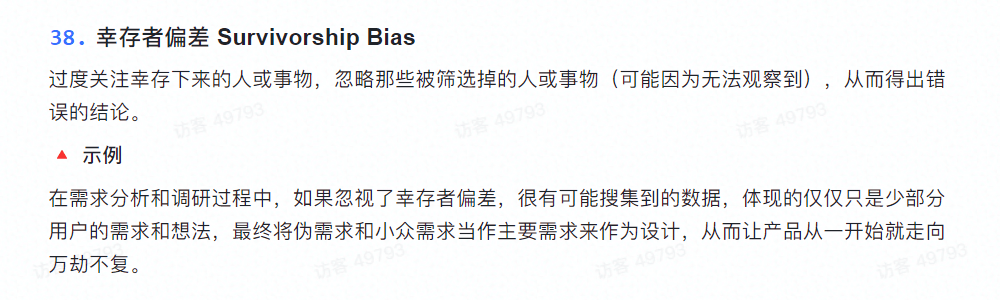 38. 幸存者偏差 Survivorship Bias
过度关注幸存下来的人或事物，忽略那些被筛选掉的人或事物（可能因为无法观察到），从而得出错
误的结论。
访客 49793 访客 49793 访客 49793
🔺 示例
在需求分析和调研过程中，如果忽视了幸存者偏差，很有可能搜集到的数据，体现的仅仅只是少部分
用户的需求和想法，最终将伪需求和小众需求当作主要需求来作为设计，从而让产品从一开始就走向
万劫不复。
访客 49793 访客 49793 访客 49793